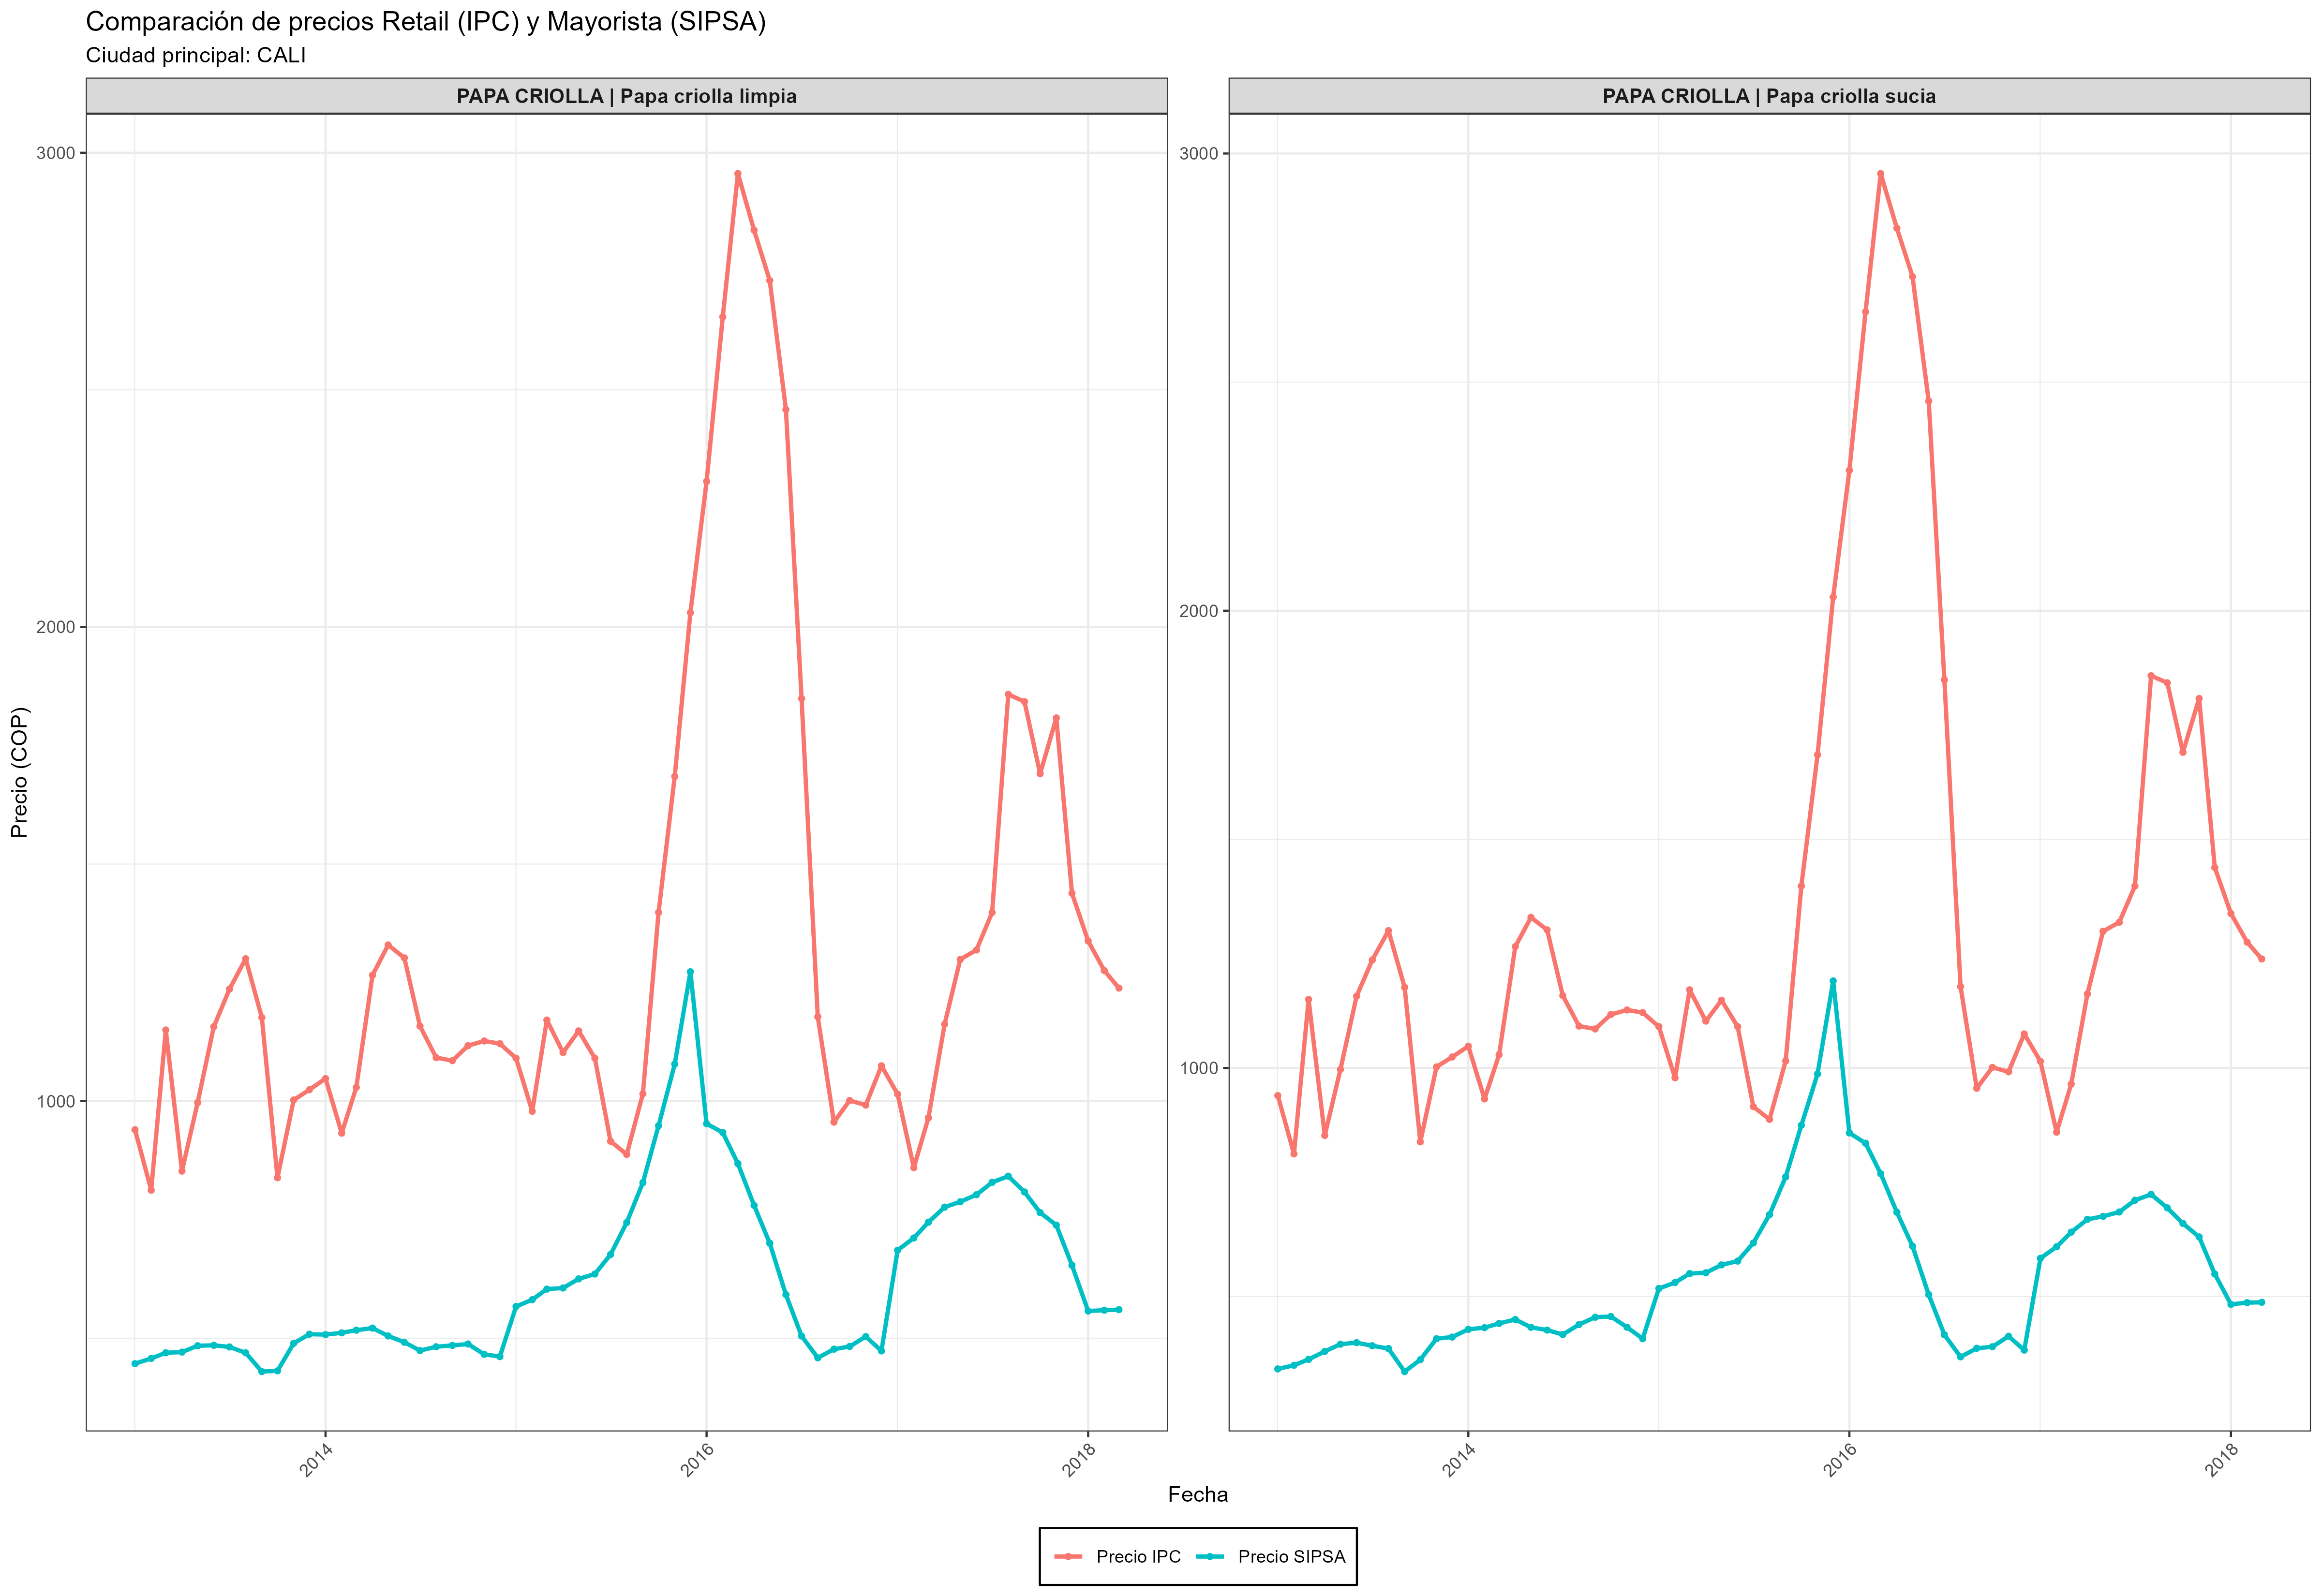 Comparación de precios Retail (IPC) y Mayorista (SIPSA)
Ciudad principal: CALI
PAPA CRIOLLA | Papa criolla limpia
PAPA CRIOLLA | Papa criolla sucia
Precio (COP)
3000
2000
1000
3000
2000
1000
2014
2016
2018
2014
2016
2018
Fecha
Precio IPC
Precio SIPSA